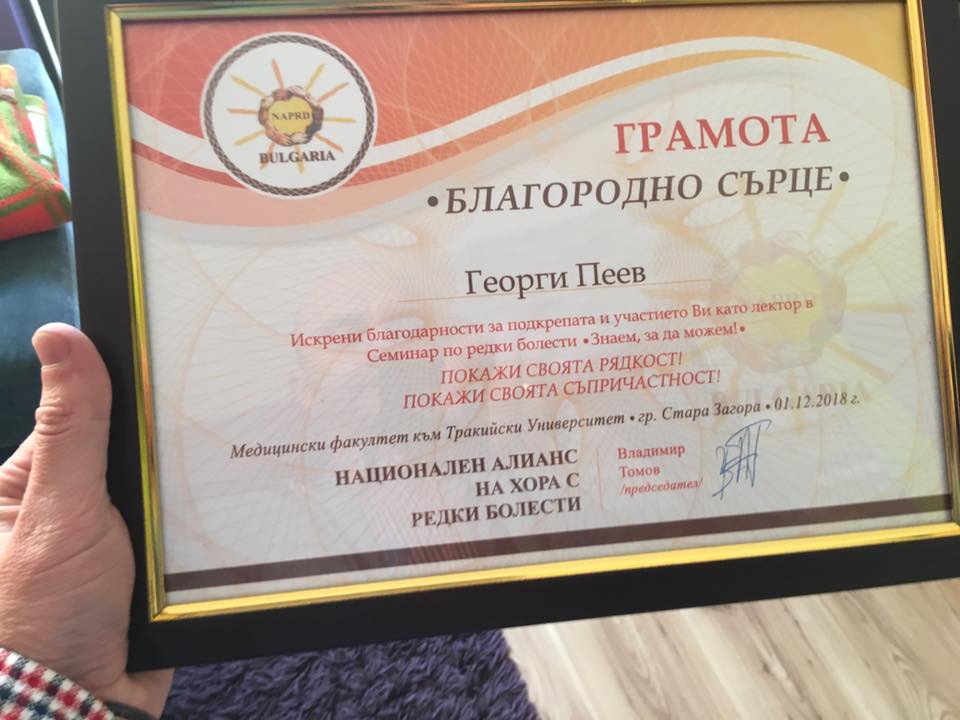 NAPRD
BULGARIA
ГРАМОТА
•БЛАГОРОДНО СЪРЦЕ•
Георги Пеев
Искрени благодарности за подкрепата и участието Ви като лектор в
Семинар по редки болести •Знаем, за да можем!•
ПОКАЖИ СВОЯТА РЯДКОСТ!
ПОКАЖИ СВОЯТА СЪПРИЧАСТНОСТ!
Медицински факултет към Тракийски Университет • гр. Стара Загора • 01.12.2018 г.
НАЦИОНАЛЕН АЛИАНС
НА ХОРА С
РЕДКИ БОЛЕСТИ
Владимир
Томов
/председател/